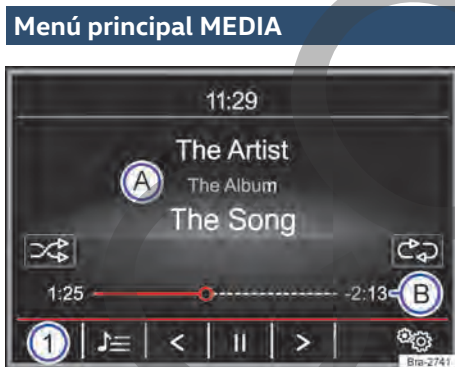 Menú principal MEDIA
11:29
The Artist
A
The Album
The Song
1:25
-2:13
B
1
Bra-2741